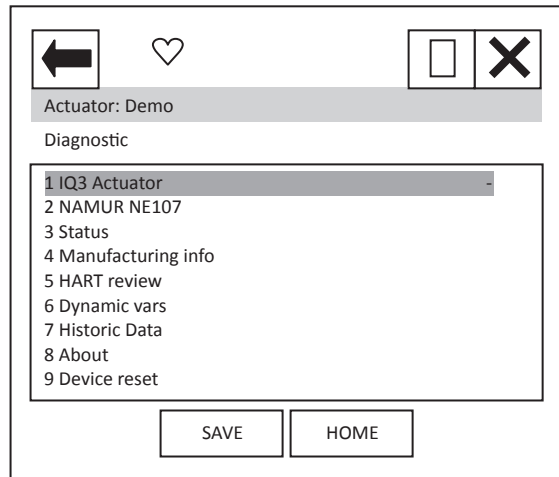 Actuator: Demo
Diagnostic
1 IQ3 Actuator -
2 NAMUR NE107
3 Status
4 Manufacturing info
5 HART review
6 Dynamic vars
7 Historic Data
8 About
9 Device reset
SAVE HOME